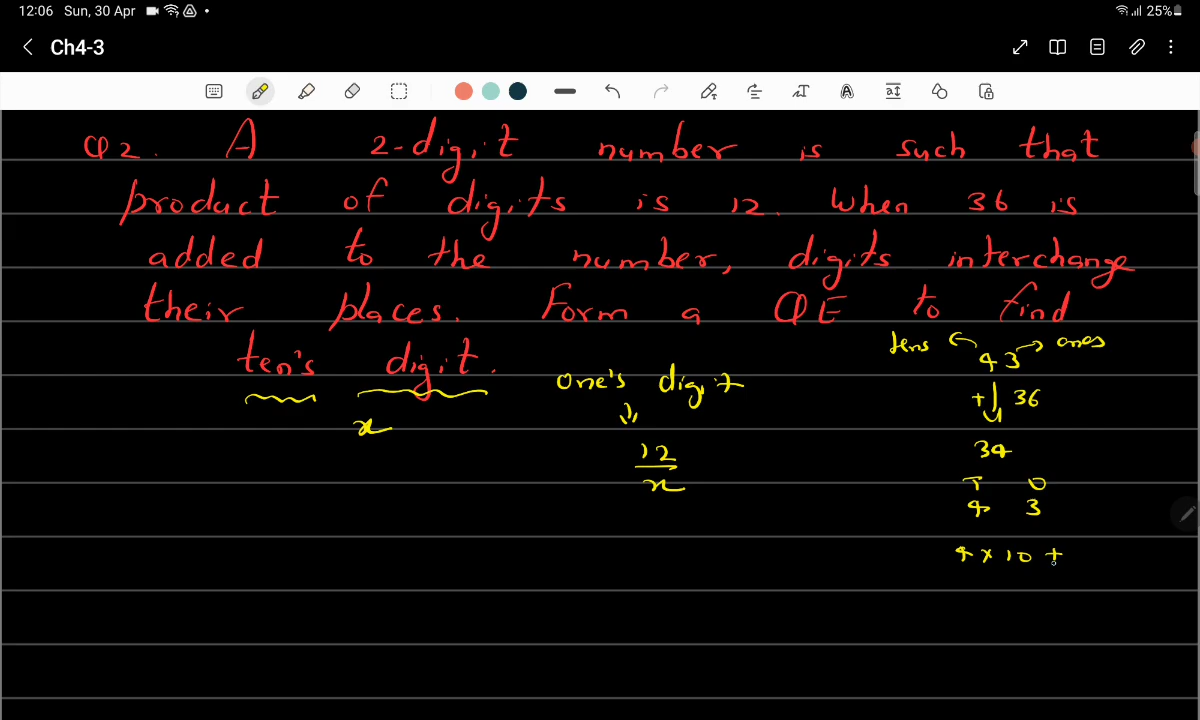 12:06 Sun, 30 Apr
25%
Ch4-3
Q2. A 2-digit number is such that
product of digits is 12. When 36 is
added to the number, digits interchange
their places. Form a QE to find
ten's digit.
x
one's digit
12
x
tens 43 ones
+ 36
34
T O
4 3
4 × 10 +